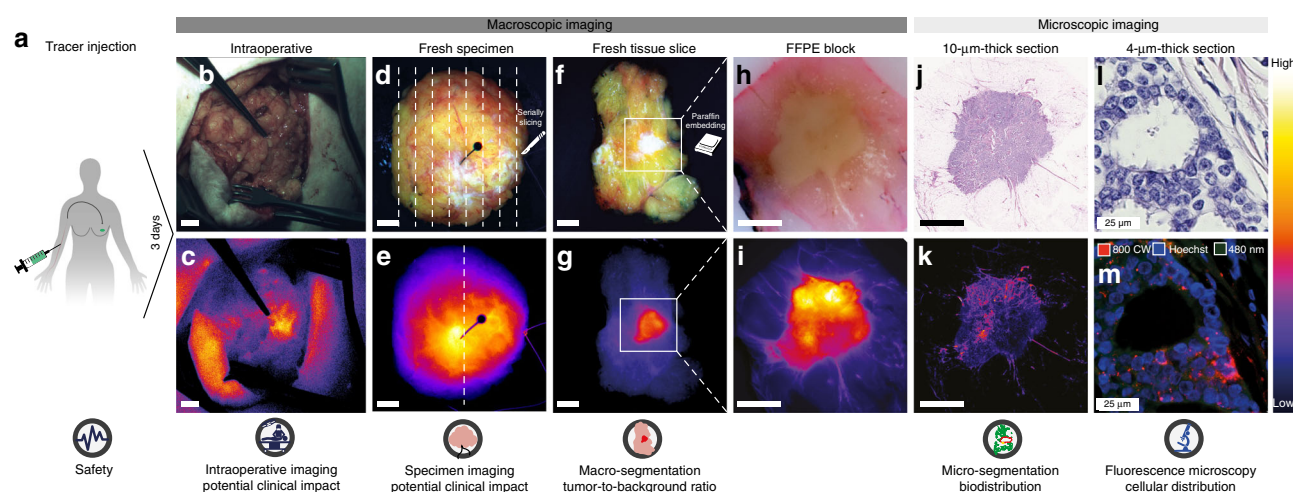 Macroscopic imaging
Microscopic imaging
a
Tracer injection
Intraoperative
Fresh specimen
Fresh tissue slice
FFPE block
10-μm-thick section
4-μm-thick section
High
b
d
f
h
j
l
Serially
slicing
Paraffin
embedding
3 days
25 μm
c
e
g
i
k
800 CW
Hoechst
480 nm
m
25 μm
Low
Safety
Intraoperative imaging
potential clinical impact
Specimen imaging
potential clinical impact
Macro-segmentation
tumor-to-background ratio
Micro-segmentation
biodistribution
Fluorescence microscopy
cellular distribution